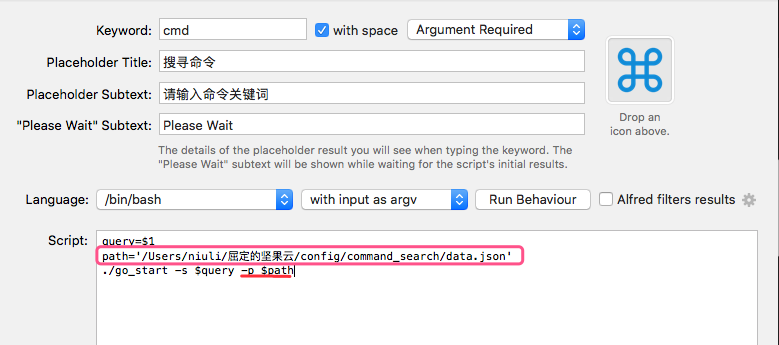 Keyword: cmd with space Argument Required
Placeholder Title: 搜寻命令
Placeholder Subtext: 请输入命令关键词
"Please Wait" Subtext: Please Wait
Drop an
icon above.
The details of the placeholder result you will see when typing the keyword. The
"Please Wait" subtext will be shown while waiting for the script's initial results.
Language: /bin/bash with input as argv Run Behaviour Alfred filters results
Script: query=$1
path='/Users/niuli/屈定的坚果云/config/command_search/data.json'
./go_start -s $query -p $path